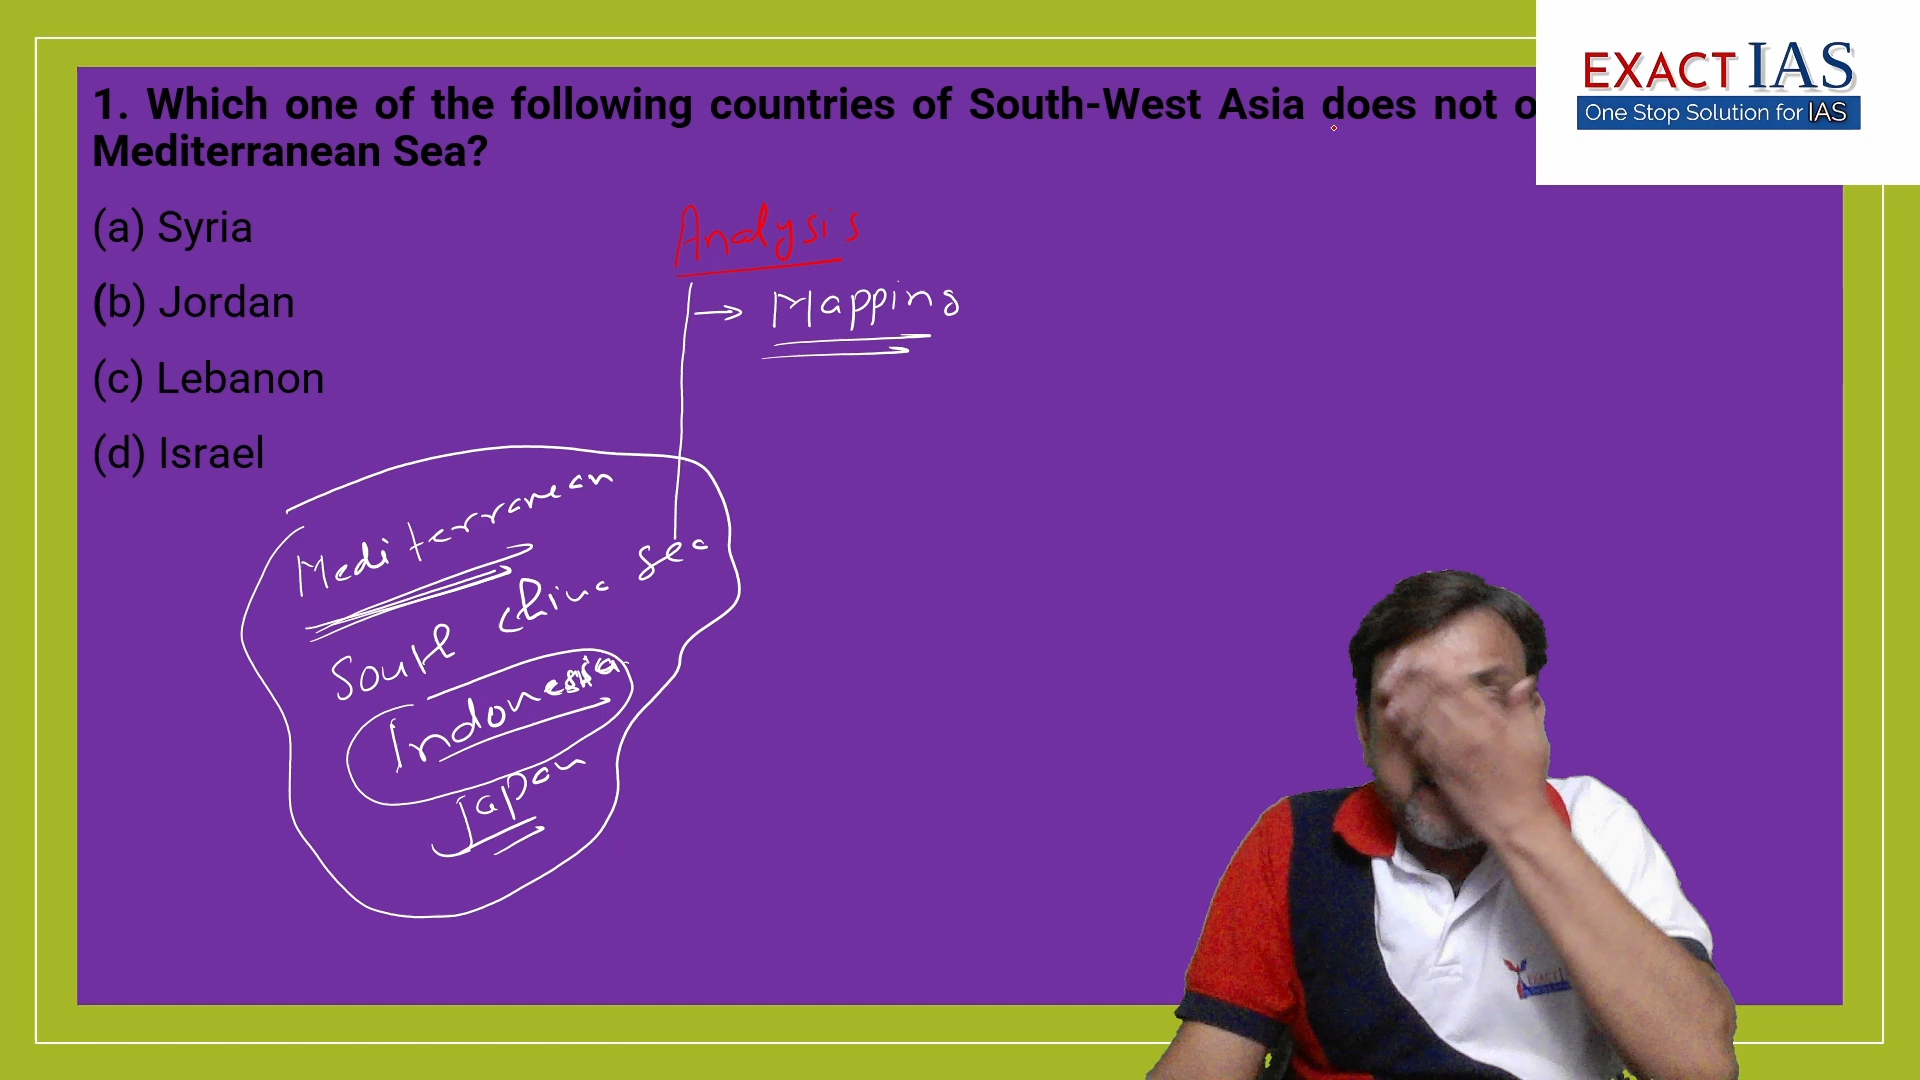 EXACT IAS
One Stop Solution for IAS
1. Which one of the following countries of South-West Asia does not
Mediterranean Sea?
(a) Syria
(b) Jordan
(c) Lebanon
(d) Israel
Analysis
→ Mapping
Mediterranean
South China Sea
Indonesia
Japan